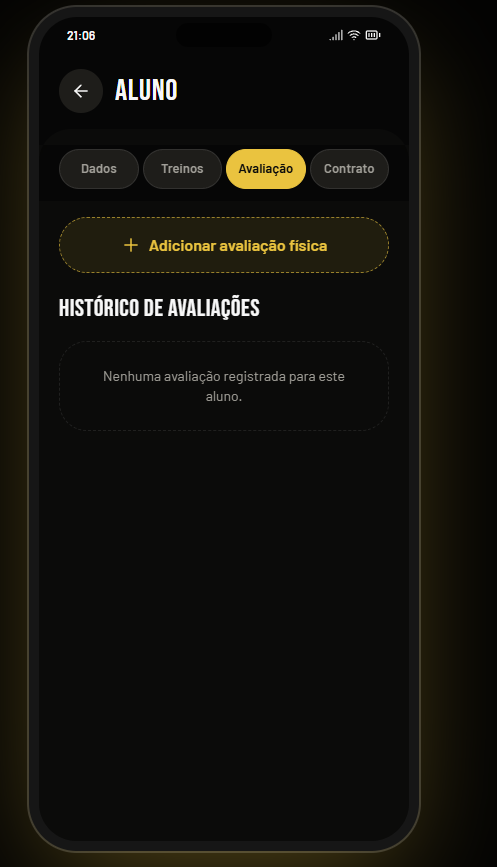 21:06
ALUNO
Dados
Treinos
Avaliação
Contrato
Adicionar avaliação física
HISTÓRICO DE AVALIAÇÕES
Nenhuma avaliação registrada para este
aluno.